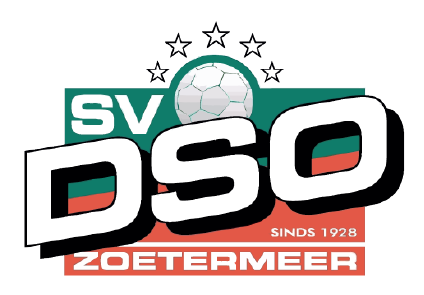 SV
DSO
SINDS 1928
ZOETERMEER